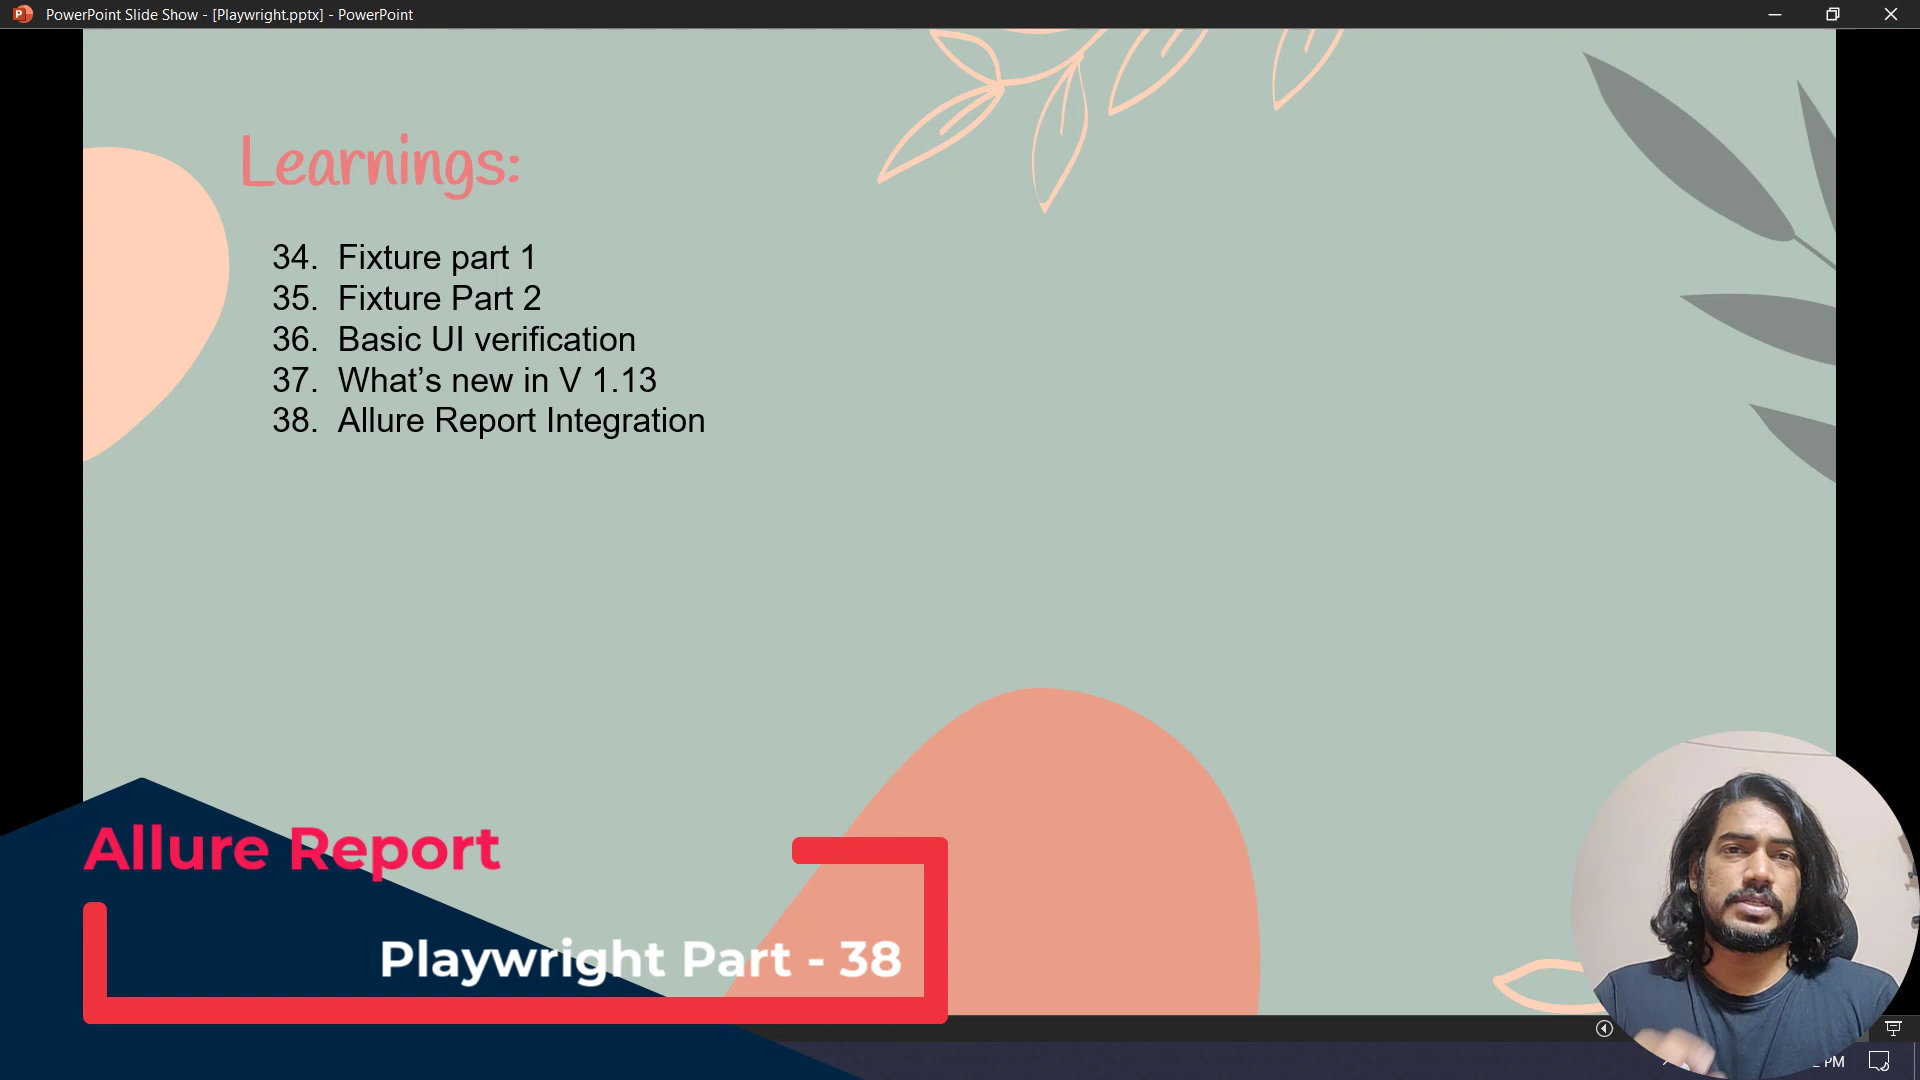 PowerPoint Slide Show - [Playwright.pptx] - PowerPoint
Learnings:
34. Fixture part 1
35. Fixture Part 2
36. Basic UI verification
37. What's new in V 1.13
38. Allure Report Integration
Allure Report
Playwright Part - 38
PM